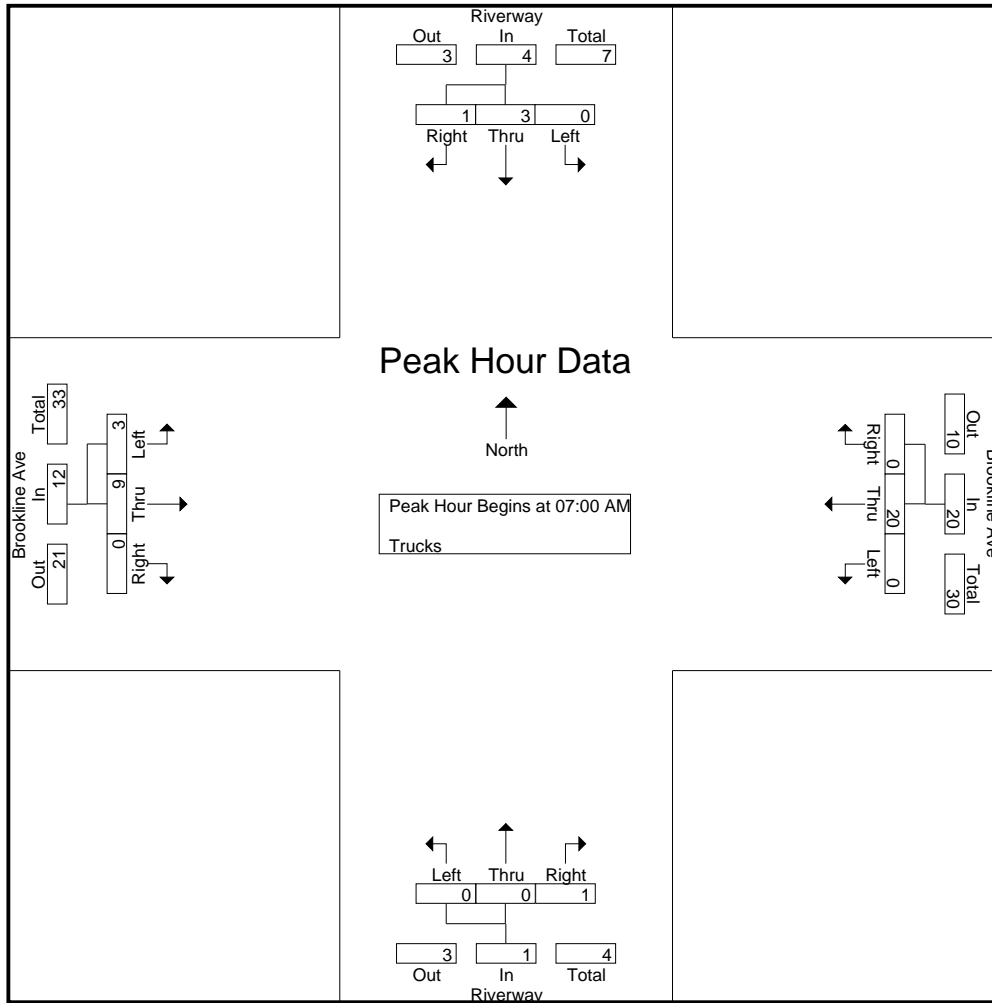 Riverway
Out In Total
3 4 7
1 3 0
Right Thru Left
Peak Hour Data
North
Peak Hour Begins at 07:00 AM
Trucks
Brookline Ave
Total In Out
33 12 21
3 9 0
Left Thru Right
Brookline Ave
Out In Total
10 20 30
0 20 0
Right Thru Left
Left Thru Right
0 0 1
3 1 4
Out In Total
Riverway